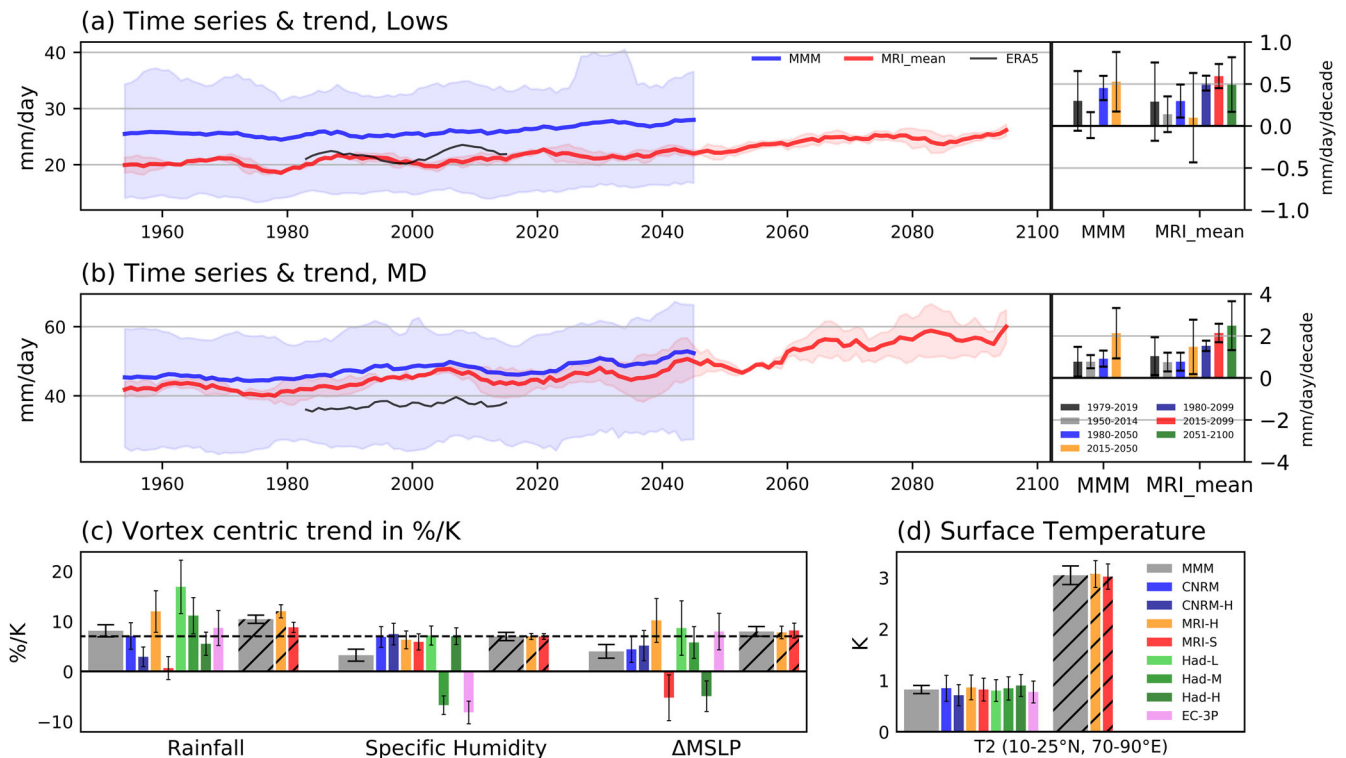 (a) Time series & trend, Lows
40
30
20
mm/day
MMM
MRI_mean
ERA5
1960
1980
2000
2020
2040
2060
2080
2100
1.0
0.5
0.0
−0.5
−1.0
mm/day/decade
MMM
MRI_mean
(b) Time series & trend, MD
60
40
mm/day
1960
1980
2000
2020
2040
2060
2080
2100
4
2
0
−2
−4
mm/day/decade
1979-2019
1950-2014
1980-2050
2015-2050
1980-2099
2015-2099
2051-2100
MMM
MRI_mean
(c) Vortex centric trend in %/K
20
10
0
−10
%/K
Rainfall
Specific Humidity
ΔMSLP
(d) Surface Temperature
3
2
1
0
K
MMM
CNRM
CNRM-H
MRI-H
MRI-S
Had-L
Had-M
Had-H
EC-3P
T2 (10-25°N, 70-90°E)